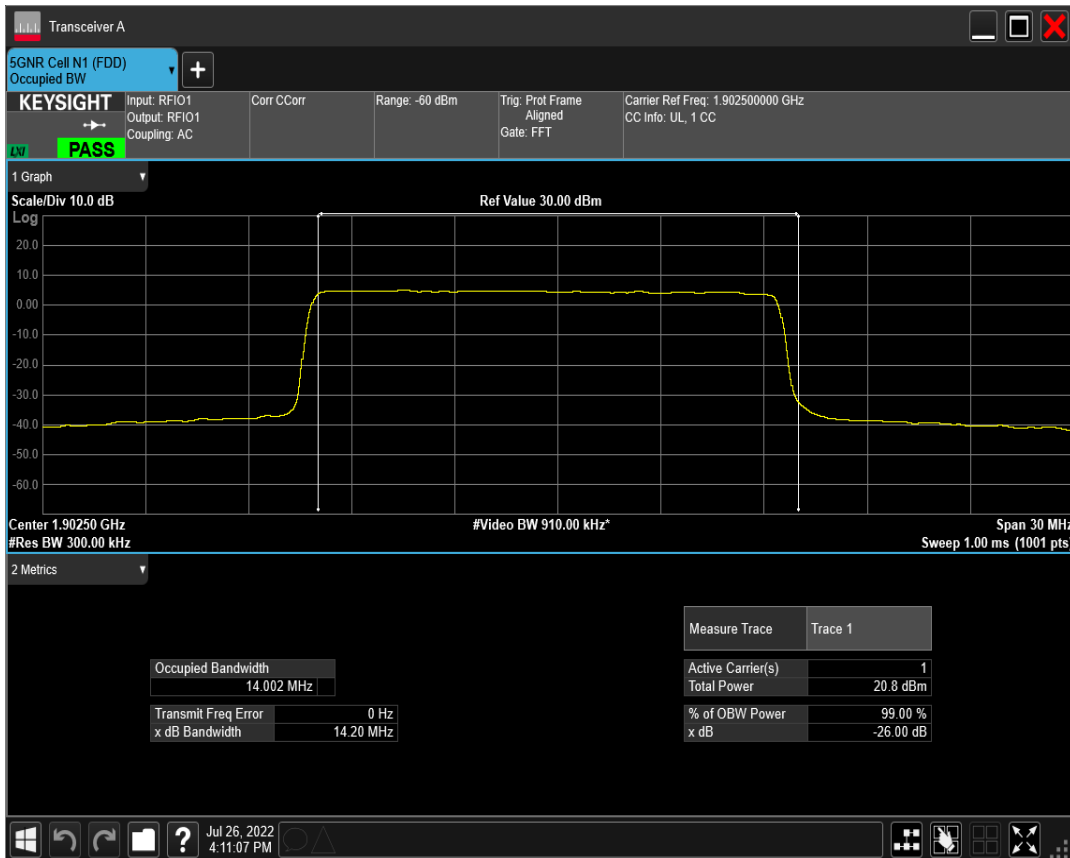 Transceiver A
5GNR Cell N1 (FDD)
Occupied BW
+
KEYSIGHT
LXI
PASS
Input: RFIO1
Output: RFIO1
Coupling: AC
Corr CCorr
Range: -60 dBm
Trig: Prot Frame
Aligned
Gate: FFT
Carrier Ref Freq: 1.902500000 GHz
CC Info: UL, 1 CC
1 Graph
Scale/Div 10.0 dB
Ref Value 30.00 dBm
Log
20.0
10.0
0.00
-10.0
-20.0
-30.0
-40.0
-50.0
-60.0
Center 1.90250 GHz
#Video BW 910.00 kHz*
Span 30 MHz
#Res BW 300.00 kHz
Sweep 1.00 ms (1001 pts)
2 Metrics
Measure Trace Trace 1
Occupied Bandwidth
14.002 MHz
Active Carrier(s) 1
Total Power 20.8 dBm
Transmit Freq Error 0 Hz
x dB Bandwidth 14.20 MHz
% of OBW Power 99.00 %
x dB -26.00 dB
?
Jul 26, 2022
4:11:07 PM